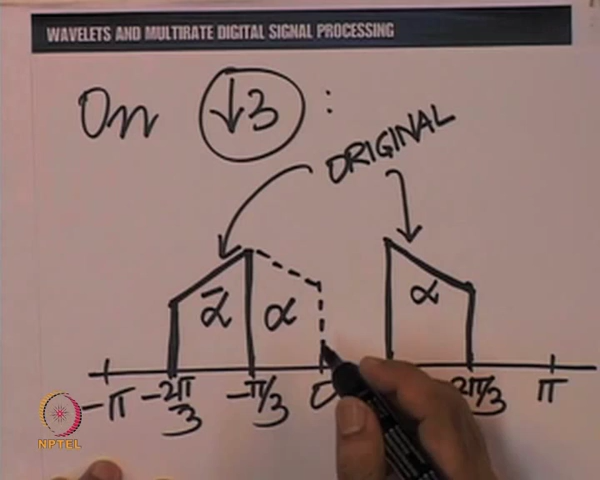 WAVELETS AND MULTIRATE DIGITAL SIGNAL PROCESSING
On ↓3 :
ORIGINAL
ᾱ α α
-π -2π/3 -π/3 0 2π/3 π
NPTEL